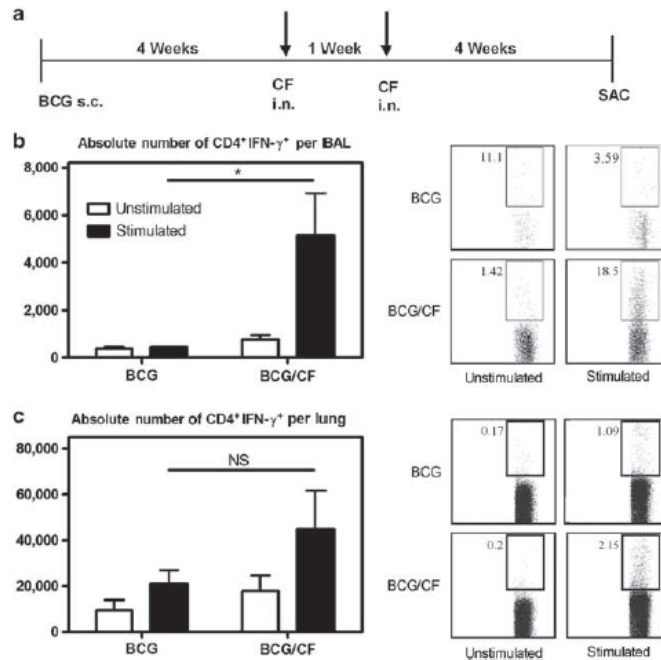 a
4 Weeks 1 Week 4 Weeks
BCG s.c. CF i.n. CF i.n. SAC
b Absolute number of CD4⁺IFN-γ⁺ per BAL
8,000
6,000
4,000
2,000
0
*
Unstimulated
Stimulated
BCG BCG/CF
BCG 11.1 3.59
BCG/CF 1.42 18.5
Unstimulated Stimulated
c Absolute number of CD4⁺IFN-γ⁺ per lung
80,000
60,000
40,000
20,000
0
NS
BCG BCG/CF
BCG 0.17 1.09
BCG/CF 0.2 2.15
Unstimulated Stimulated